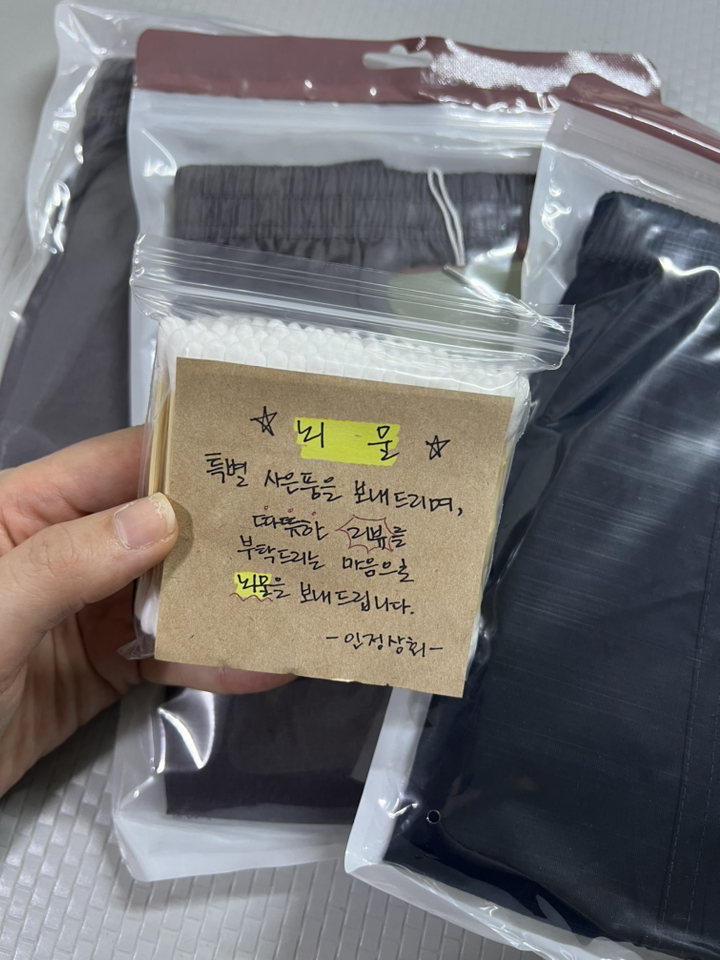 ☆ 뇌 물 ☆
특별 사은품을 보내드리며,
따뜻한 리뷰를
부탁드리는 마음으로
뇌물을 보내드립니다.
-인정상회-